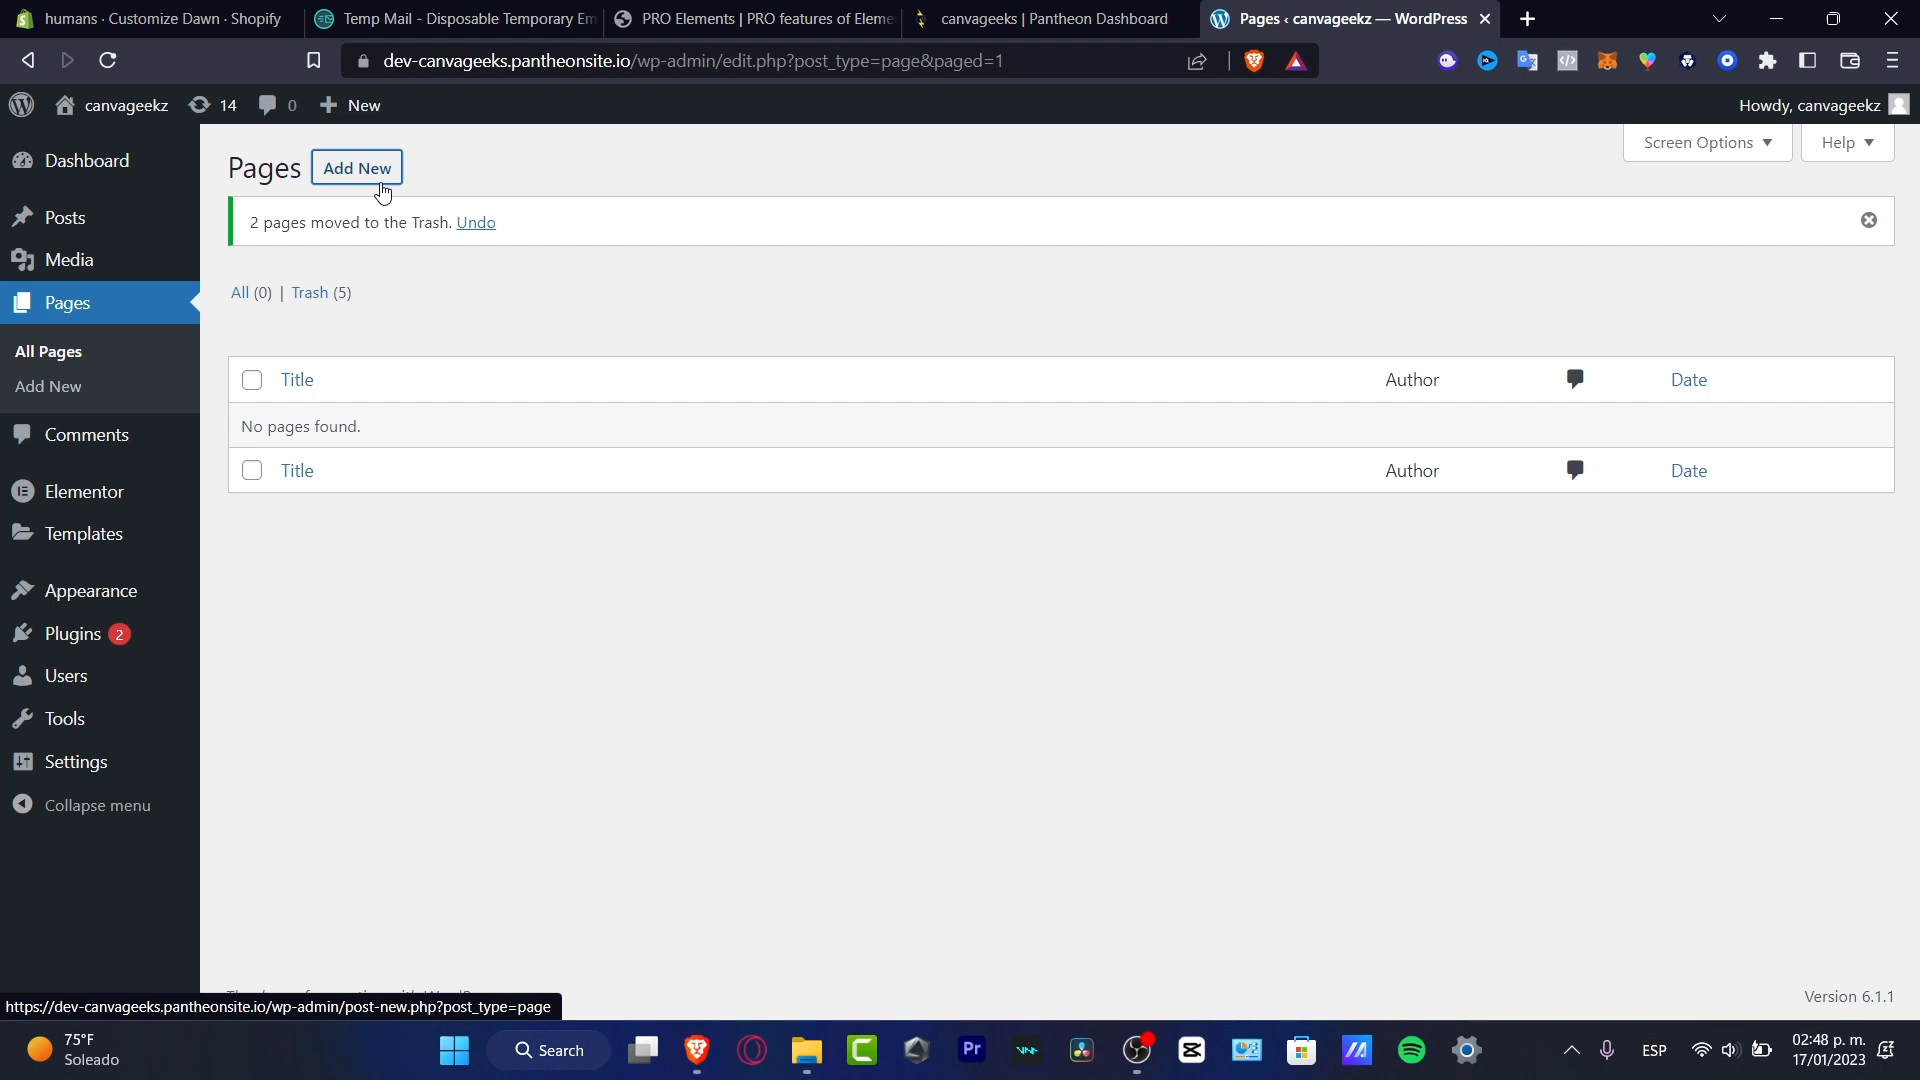 humans · Customize Dawn · Shopify
Temp Mail - Disposable Temporary Em
PRO Elements | PRO features of Eleme
canvageeks | Pantheon Dashboard
Pages ‹ canvageekz — WordPress
dev-canvageeks.pantheonsite.io/wp-admin/edit.php?post_type=page&paged=1
canvageekz
14
0
New
Howdy, canvageekz
Dashboard
Posts
Media
Pages
All Pages
Add New
Comments
Elementor
Templates
Appearance
Plugins 2
Users
Tools
Settings
Collapse menu
Screen Options
Help
Pages
Add New
2 pages moved to the Trash. Undo
All (0) | Trash (5)
Title
Author
Date
No pages found.
Title
Author
Date
Version 6.1.1
https://dev-canvageeks.pantheonsite.io/wp-admin/post-new.php?post_type=page
75°F
Soleado
Search
Pr
ESP
02:48 p. m.
17/01/2023